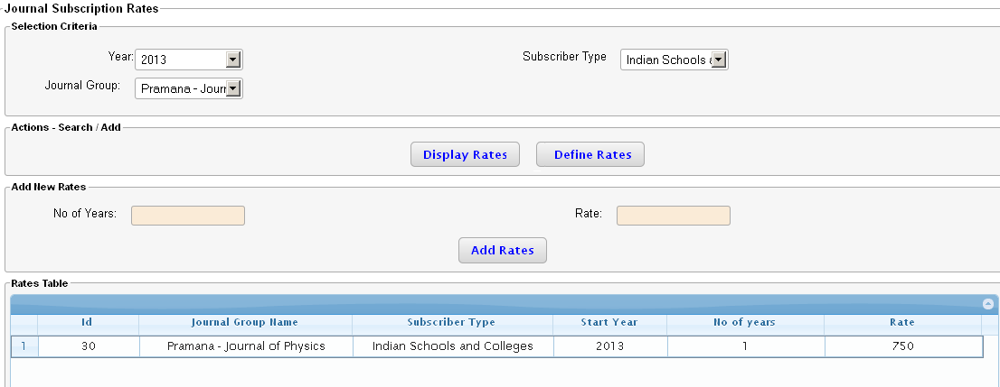 Journal Subscription Rates
Selection Criteria
Year: 2013 Subscriber Type Indian Schools a
Journal Group: Pramana - Journ
Actions - Search / Add
Display Rates Define Rates
Add New Rates
No of Years: Rate:
Add Rates
Rates Table
Id Journal Group Name Subscriber Type Start Year No of years Rate
1 30 Pramana - Journal of Physics Indian Schools and Colleges 2013 1 750